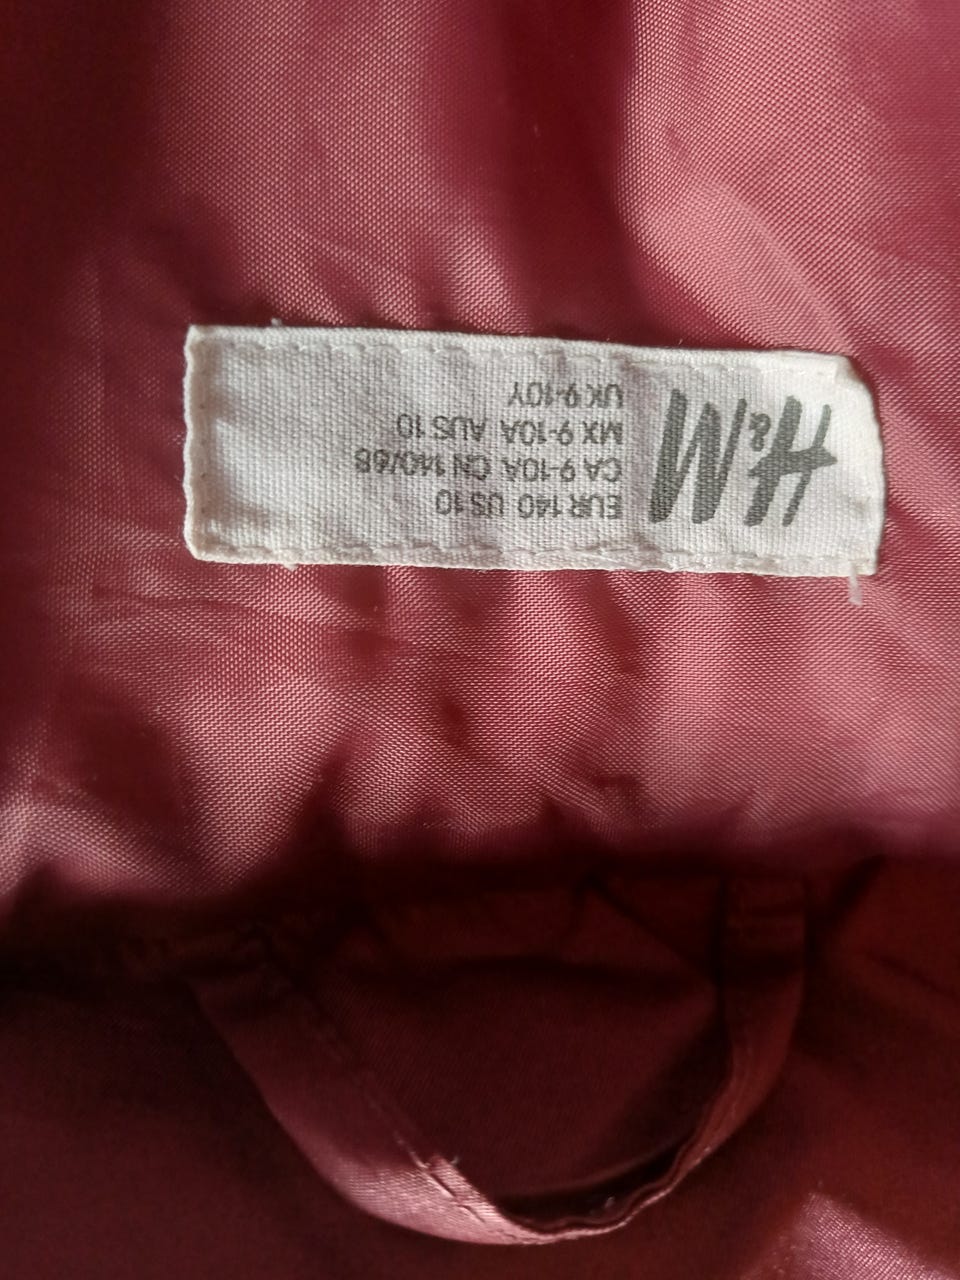 H&M
EUR 140 US 10
CA 9-10A CN 140/68
MX 9-10A AUS 10
UK 9-10Y